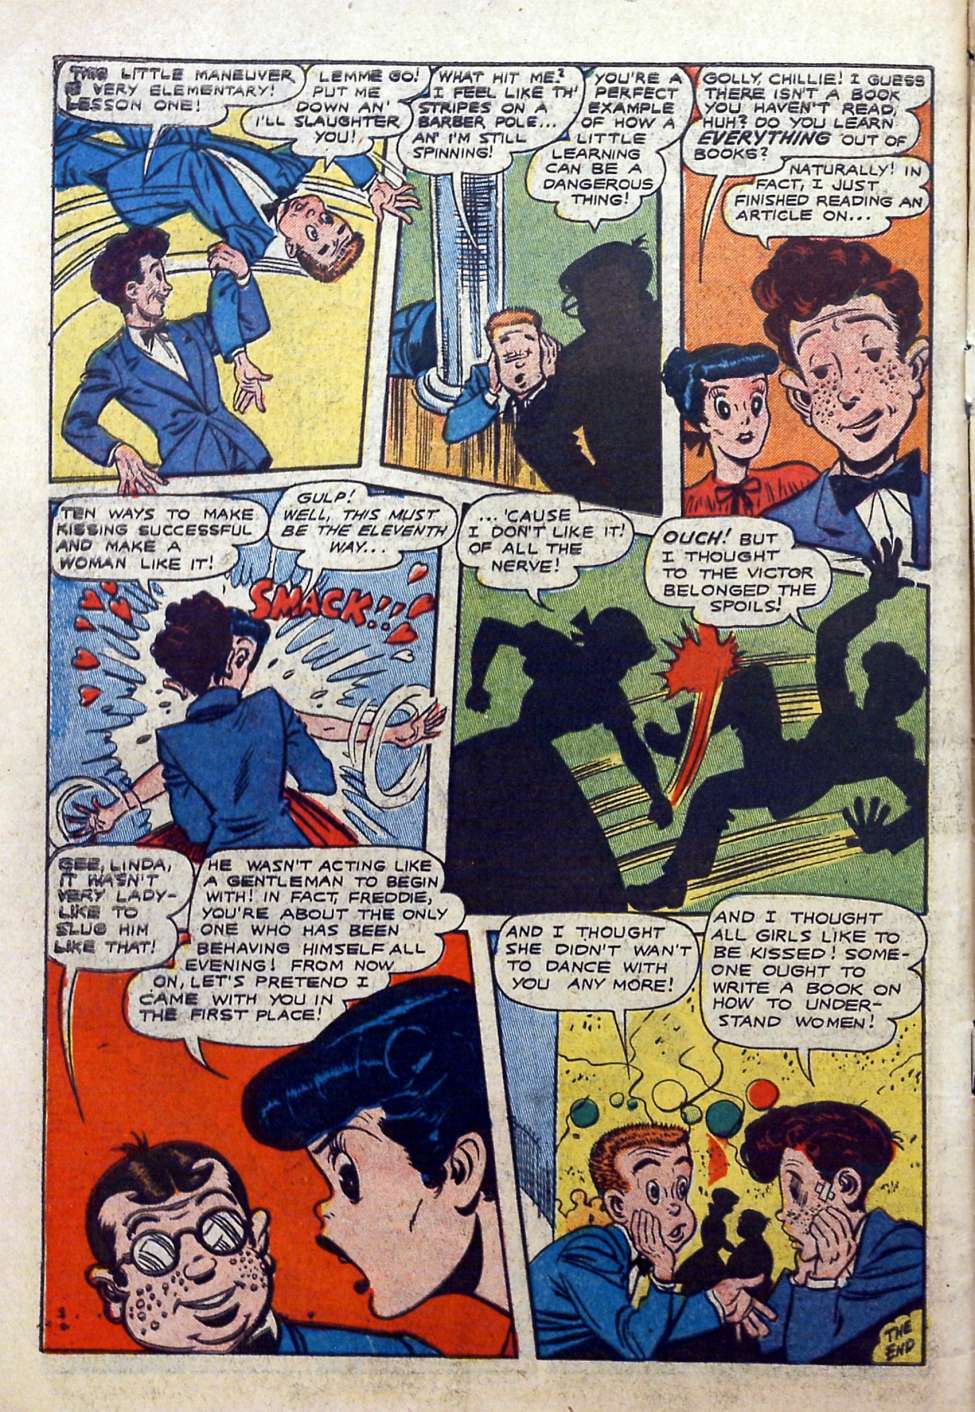 THIS LITTLE MANEUVER
IS VERY ELEMENTARY!
LESSON ONE!
LEMME GO!
PUT ME
DOWN AN'
I'LL SLAUGHTER
YOU!
WHAT HIT ME?
I FEEL LIKE TH'
STRIPES ON A
BARBER POLE...
AN' I'M STILL
SPINNING!
YOU'RE A
PERFECT
EXAMPLE
OF HOW A
LITTLE
LEARNING
CAN BE A
DANGEROUS
THING!
GOLLY, CHILLIE! I GUESS
THERE ISN'T A BOOK
YOU HAVEN'T READ,
HUH? DO YOU LEARN
EVERYTHING OUT OF
BOOKS?
NATURALLY! IN
FACT, I JUST
FINISHED READING AN
ARTICLE ON...
TEN WAYS TO MAKE
KISSING SUCCESSFUL
AND MAKE A
WOMAN LIKE IT!
GULP!
WELL, THIS MUST
BE THE ELEVENTH
WAY...
SMACK!!
...'CAUSE
I DON'T LIKE IT!
OF ALL THE
NERVE!
OUCH! BUT
I THOUGHT
TO THE VICTOR
BELONGED THE
SPOILS!
GEE, LINDA,
IT WASN'T
VERY LADY-
LIKE TO
SLUG HIM
LIKE THAT!
HE WASN'T ACTING LIKE
A GENTLEMAN TO BEGIN
WITH! IN FACT, FREDDIE,
YOU'RE ABOUT THE ONLY
ONE WHO HAS BEEN
BEHAVING HIMSELF ALL
EVENING! FROM NOW
ON, LET'S PRETEND I
CAME WITH YOU IN
THE FIRST PLACE!
AND I THOUGHT
SHE DIDN'T WAN'T
TO DANCE WITH
YOU ANY MORE!
AND I THOUGHT
ALL GIRLS LIKE TO
BE KISSED! SOME-
ONE OUGHT TO
WRITE A BOOK ON
HOW TO UNDER-
STAND WOMEN!
THE
END